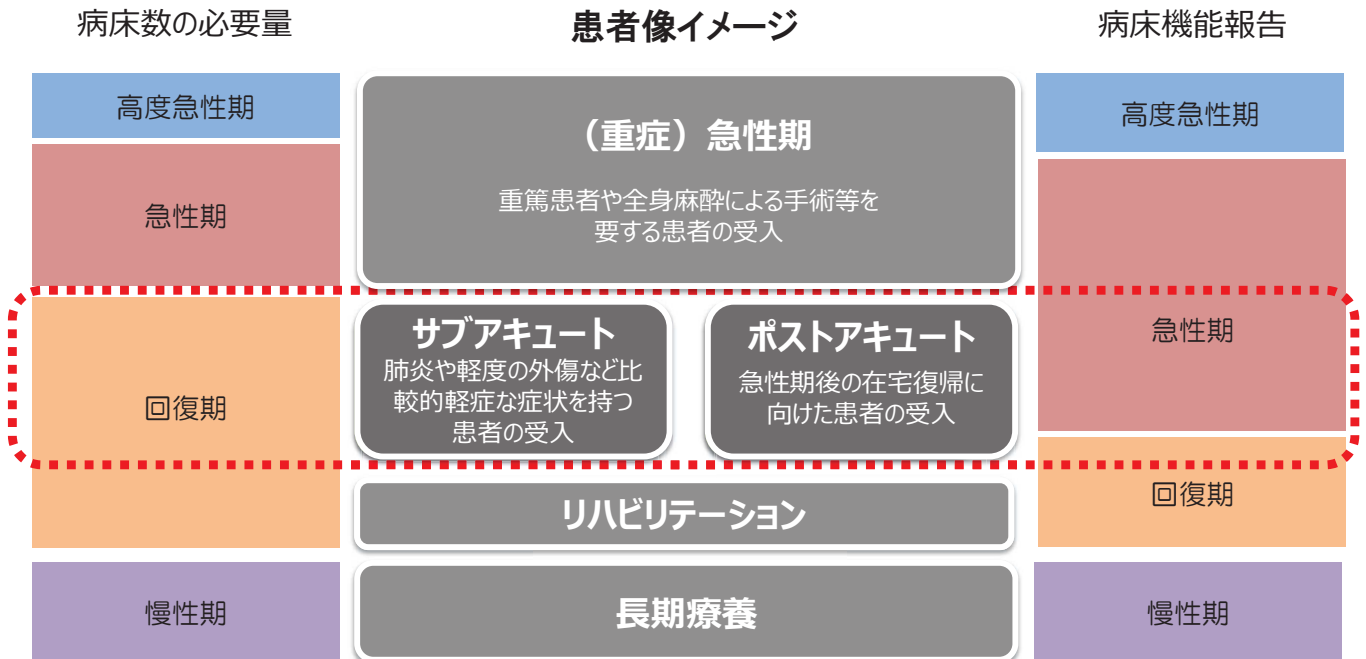 病床数の必要量
患者像イメージ
病床機能報告
高度急性期
急性期
回復期
慢性期
（重症）急性期
重篤患者や全身麻酔による手術等を
要する患者の受入
サブアキュート
肺炎や軽度の外傷など比
較的軽症な症状を持つ
患者の受入
ポストアキュート
急性期後の在宅復帰に
向けた患者の受入
リハビリテーション
長期療養
高度急性期
急性期
回復期
慢性期